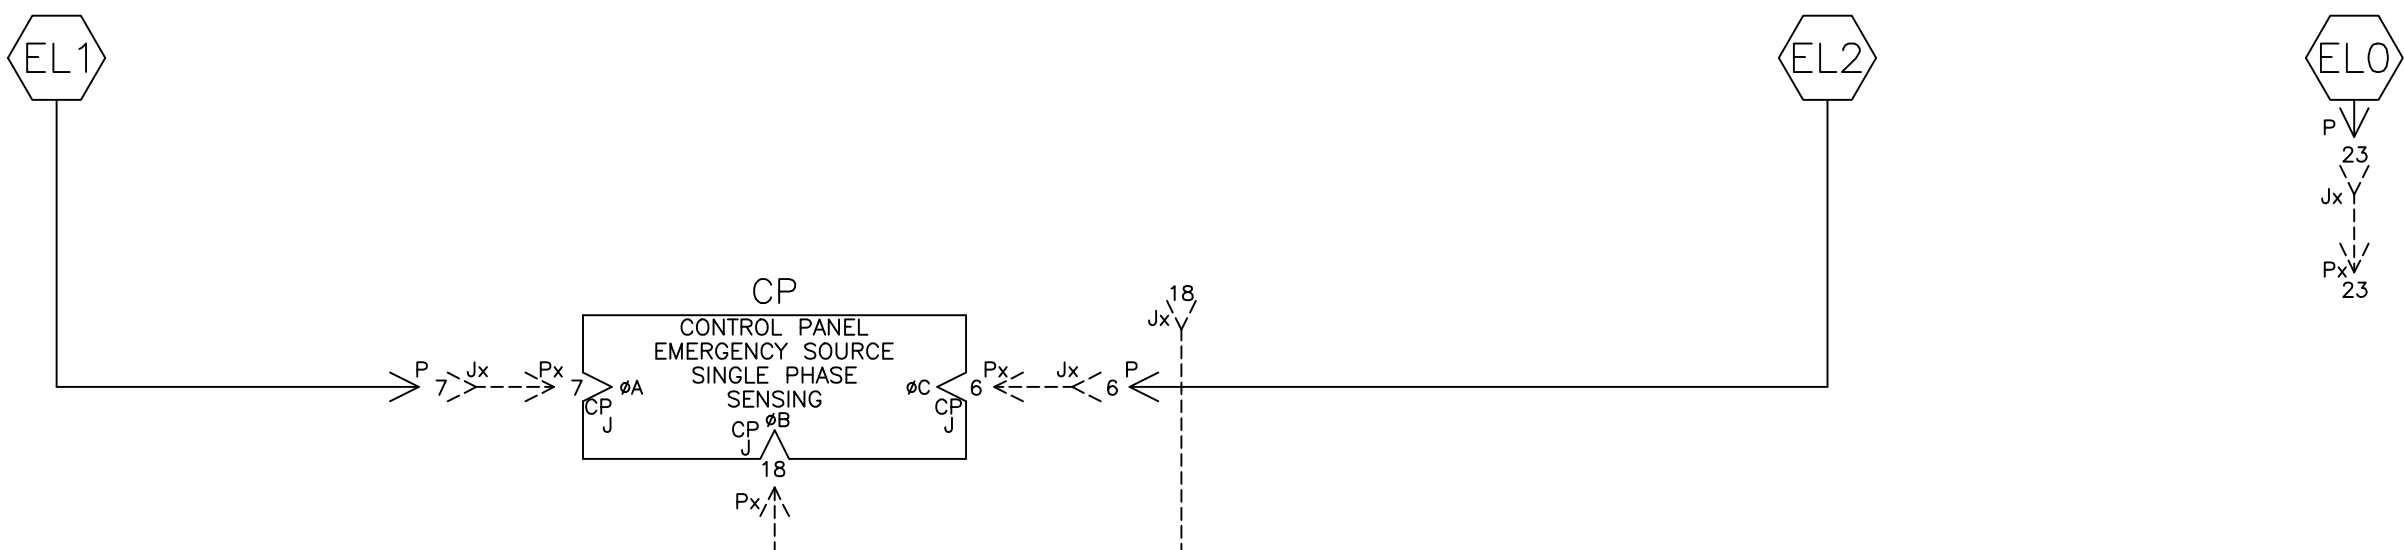 EL1
EL2
EL0
P
23
Jx
Px
23
CP
18
Jx
CONTROL PANEL
EMERGENCY SOURCE
SINGLE PHASE
SENSING
P
7
Jx
Px
7
øA
CP
J
øC
6
CP
J
Px
Jx
6
P
øB
CP
J
18
Px